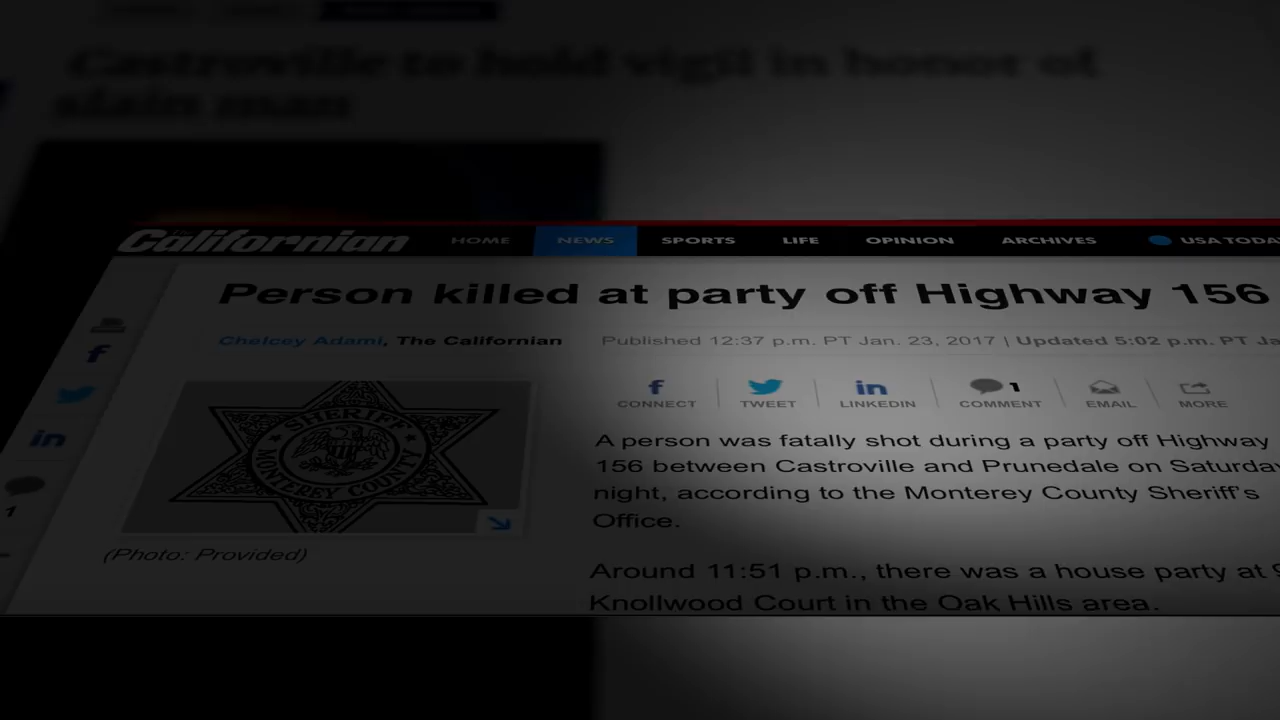 Castroville to hold vigil in honor of
slain man
The Californian
HOME NEWS SPORTS LIFE OPINION ARCHIVES USA TODA
Person killed at party off Highway 156
Chelcey Adami, The Californian Published 12:37 p.m. PT Jan. 23, 2017 | Updated 5:02 p.m. PT Ja
CONNECT TWEET LINKEDIN 1 COMMENT EMAIL MORE
SHERIFF
MONTEREY COUNTY
1
(Photo: Provided)
A person was fatally shot during a party off Highway
156 between Castroville and Prunedale on Saturday
night, according to the Monterey County Sheriff's
Office.
Around 11:51 p.m., there was a house party at 9
Knollwood Court in the Oak Hills area.